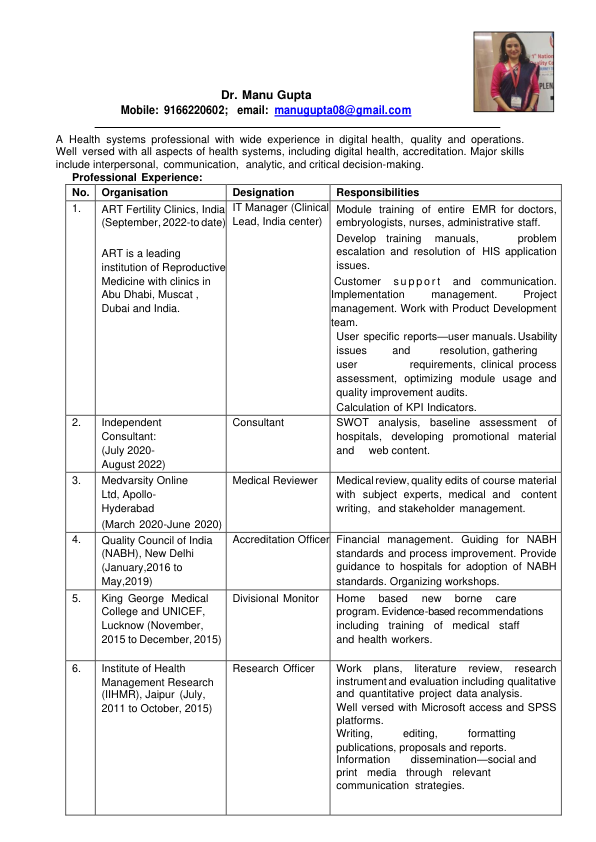 Dr. Manu Gupta
Mobile: 9166220602; email: manugupta08@gmail.com
A Health systems professional with wide experience in digital health, quality and operations.
Well versed with all aspects of health systems, including digital health, accreditation. Major skills
include interpersonal, communication, analytic, and critical decision-making.
Professional Experience:
No. Organisation Designation Responsibilities
1.
ART Fertility Clinics, India
(September, 2022-to date)
ART is a leading
institution of Reproductive
Medicine with clinics in
Abu Dhabi, Muscat ,
Dubai and India.
IT Manager (Clinical
Lead, India center)
Module training of entire EMR for doctors,
embryologists, nurses, administrative staff.
Develop training manuals, problem
escalation and resolution of HIS application
issues.
Customer support and communication.
Implementation management. Project
management. Work with Product Development
team.
User specific reports—user manuals. Usability
issues and resolution, gathering
user requirements, clinical process
assessment, optimizing module usage and
quality improvement audits.
Calculation of KPI Indicators.
2.
Independent
Consultant:
(July 2020-
August 2022)
Consultant
SWOT analysis, baseline assessment of
hospitals, developing promotional material
and web content.
3.
Medvarsity Online
Ltd, Apollo-
Hyderabad
(March 2020-June 2020)
Medical Reviewer
Medical review, quality edits of course material
with subject experts, medical and content
writing, and stakeholder management.
4.
Quality Council of India
(NABH), New Delhi
(January,2016 to
May,2019)
Accreditation Officer
Financial management. Guiding for NABH
standards and process improvement. Provide
guidance to hospitals for adoption of NABH
standards. Organizing workshops.
5.
King George Medical
College and UNICEF,
Lucknow (November,
2015 to December, 2015)
Divisional Monitor
Home based new borne care
program. Evidence-based recommendations
including training of medical staff
and health workers.
6.
Institute of Health
Management Research
(IIHMR), Jaipur (July,
2011 to October, 2015)
Research Officer
Work plans, literature review, research
instrument and evaluation including qualitative
and quantitative project data analysis.
Well versed with Microsoft access and SPSS
platforms.
Writing, editing, formatting
publications, proposals and reports.
Information dissemination—social and
print media through relevant
communication strategies.